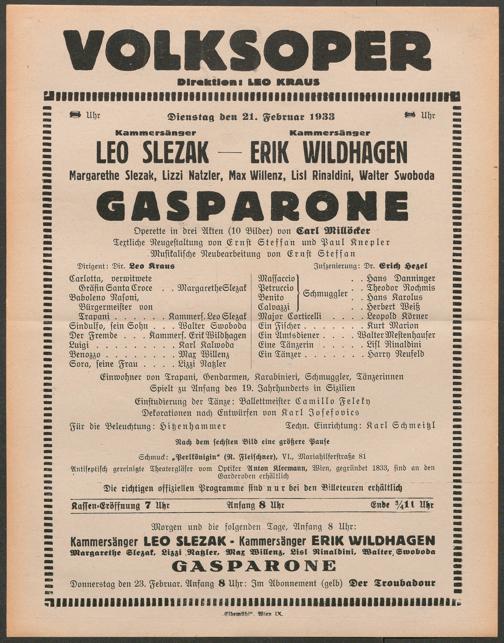 VOLKSOPER
Direktion: LEO KRAUS
Uhr Dienstag den 21. Februar 1933 Uhr
Kammersänger Kammersänger
LEO SLEZAK — ERIK WILDHAGEN
Margarethe Slezak, Lizzi Natzler, Max Willenz, Lisl Rinaldini, Walter Swoboda
GASPARONE
Operette in drei Akten (10 Bilder) von Carl Millöcker
Textliche Neugestaltung von Ernst Steffan und Paul Knepler
Musikalische Neubearbeitung von Ernst Steffan
Dirigent: Dir. Leo Kraus Inszenierung: Dr. Erich Hezel
Carlotta, verwitwete
Gräfin Santa Croce . . Margarethe Slezak
Baboleno Nasoni,
Bürgermeister von
Trapani . . . . Kammers. Leo Slezak
Sindulfo, sein Sohn . . Walter Swoboda
Der Fremde . . Kammers. Erik Wildhagen
Luigi . . . . . . Karl Kalwoda
Benozzo . . . . . Max Willenz
Sora, seine Frau . . . Lizzi Natzler
Massaccio . . Hans Danninger
Petruccio . . Theodor Rochmis
Benito Schmuggler . . Hans Karolus
Calvazzi . . Herbert Weiß
Major Corticelli . . . Leopold Körner
Ein Fischer . . . . Kurt Marion
Ein Amtsdiener . . . Walter Mestenhauser
Eine Tänzerin . . . Lisl Rinaldini
Ein Tänzer . . . . Harry Neufeld
Einwohner von Trapani, Gendarmen, Karabinieri, Schmuggler, Tänzerinnen
Spielt zu Anfang des 19. Jahrhunderts in Sizilien
Einstudierung der Tänze: Ballettmeister Camillo Felety
Dekorationen nach Entwürfen von Karl Josefovics
Für die Beleuchtung: Hitzenhammer Techn. Einrichtung: Karl Schmeitzl
Nach dem sechsten Bild eine größere Pause
Schmuck: „Perlkönigin" (R. Fleischner), VI., Mariahilferstraße 81
Antiseptisch gereinigte Theatergläser vom Optiker Anton Kiermann, Wien, gegründet 1833, sind an den
Garderoben erhältlich
Die richtigen offiziellen Programme sind nur bei den Billeteuren erhältlich
Kassen-Eröffnung 7 Uhr Anfang 8 Uhr Ende ¾11 Uhr
Morgen und die folgenden Tage, Anfang 8 Uhr:
Kammersänger LEO SLEZAK - Kammersänger ERIK WILDHAGEN
Margarethe Slezak, Lizzi Natzler, Max Willenz, Lisl Rinaldini, Walter Swoboda
GASPARONE
Donnerstag den 23. Februar. Anfang 8 Uhr: Im Abonnement (gelb) Der Troubadour
„Elbemühl", Wien IX.